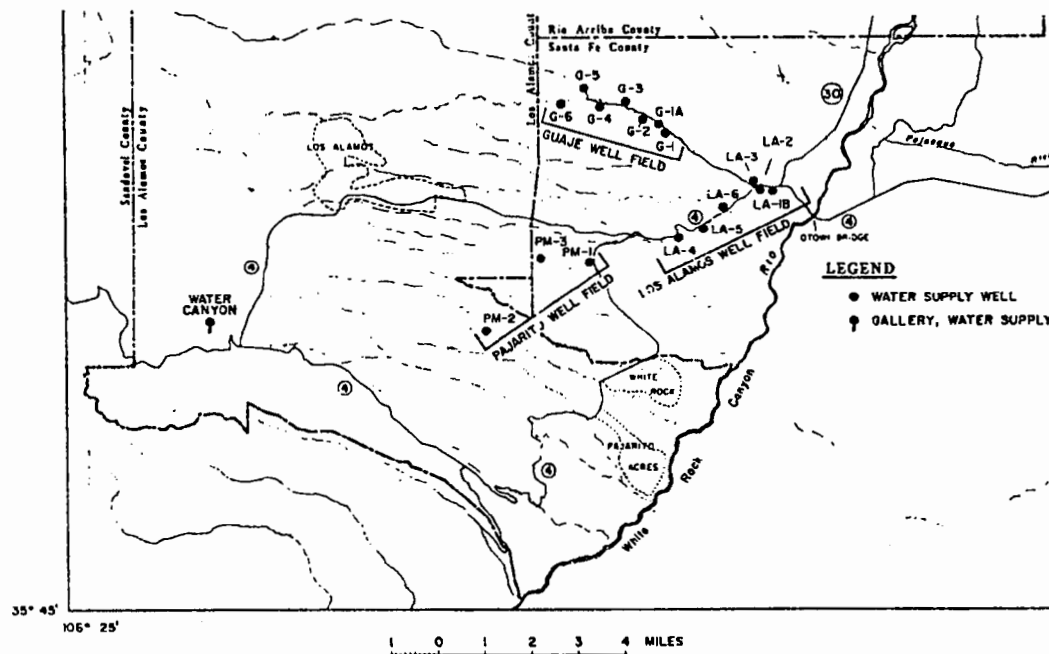 Rio Arriba County
Santa Fe County
Los Alamos Count
Sandoval County
Los Alamos County
G-5
G-3
G-6
G-4
G-1A
G-2
G-1
GUAJE WELL FIELD
30
LA-2
LA-3
LA-1B
LA-6
LA-5
LA-4
LOS ALAMOS WELL FIELD
Pojoaque
LOS ALAMOS
4
4
OTOWI BRIDGE
PM-3
PM-1
PM-2
PAJARITO WELL FIELD
4
WATER
CANYON
LEGEND
WATER SUPPLY WELL
GALLERY, WATER SUPPLY
RIO
WHITE
ROCK
4
PAJARITO
ACRES
4
White
Rock
Canyon
35° 45'
106° 25'
1 0 1 2 3 4 MILES